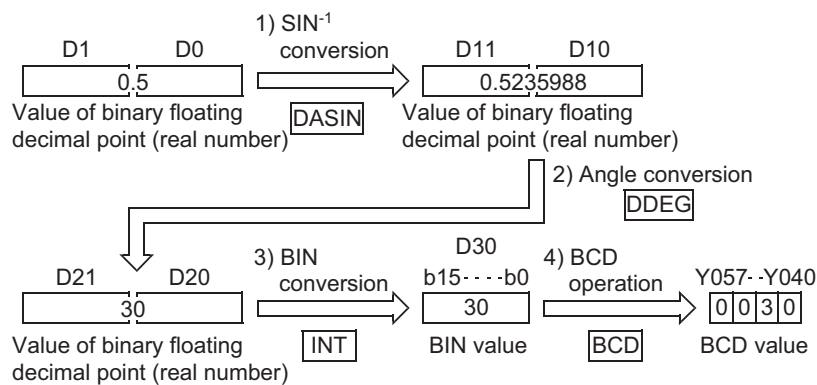 1) SIN-1
conversion
D1 D0
D11 D10
0.5
0.5235988
Value of binary floating
decimal point (real number)
DASIN
Value of binary floating
decimal point (real number)
2) Angle conversion
DDEG
D21 D20
3) BIN
conversion
D30
b15- - - -b0
4) BCD
operation
Y057- -Y040
30
30
0 0 3 0
Value of binary floating
decimal point (real number)
INT
BIN value
BCD
BCD value